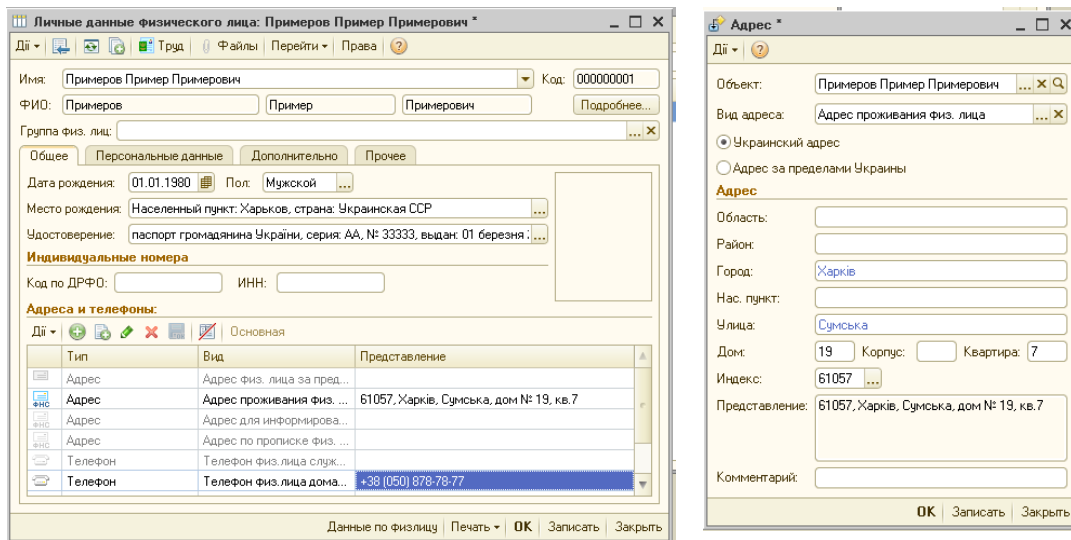 Личные данные физического лица: Примеров Пример Примерович *
Дії Труд Файлы Перейти Права
Имя: Примеров Пример Примерович Код: 000000001
ФИО: Примеров Пример Примерович Подробнее...
Группа физ. лиц: ...
Общее Персональные данные Дополнительно Прочее
Дата рождения: 01.01.1980 Пол: Мужской ...
Место рождения: Населенный пункт: Харьков, страна: Украинская ССР ...
Удостоверение: паспорт громадянина України, серия: АА, № 33333, выдан: 01 березня ...
Индивидуальные номера
Код по ДРФО: ИНН:
Адреса и телефоны:
Дії Основная
Тип Вид Представление
Адрес Адрес физ. лица за пред...
Адрес Адрес проживания физ. ... 61057, Харків, Сумська, дом № 19, кв.7
Адрес Адрес для информирова...
Адрес Адрес по прописке физ. ...
Телефон Телефон физ.лица служ...
Телефон Телефон физ.лица дома... +38 (050) 878-78-77
Данные по физлицу Печать ОК Записать Закрыть
Адрес *
Дії
Объект: Примеров Пример Примерович ...
Вид адреса: Адрес проживания физ. лица ...
Украинский адрес
Адрес за пределами Украины
Адрес
Область:
Район:
Город: Харків
Нас. пункт:
Улица: Сумська
Дом: 19 Корпус: Квартира: 7
Индекс: 61057 ...
Представление: 61057, Харків, Сумська, дом № 19, кв.7
Комментарий:
ОК Записать Закрыть